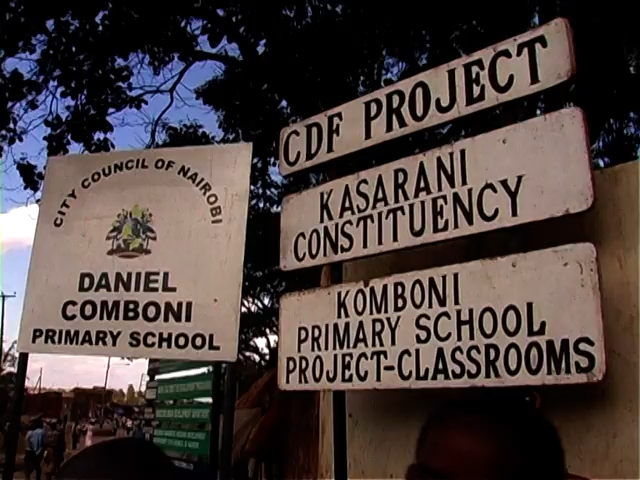 CITY COUNCIL OF NAIROBI
DANIEL
COMBONI
PRIMARY SCHOOL
CDF PROJECT
KASARANI
CONSTITUENCY
KOMBONI
PRIMARY SCHOOL
PROJECT-CLASSROOMS